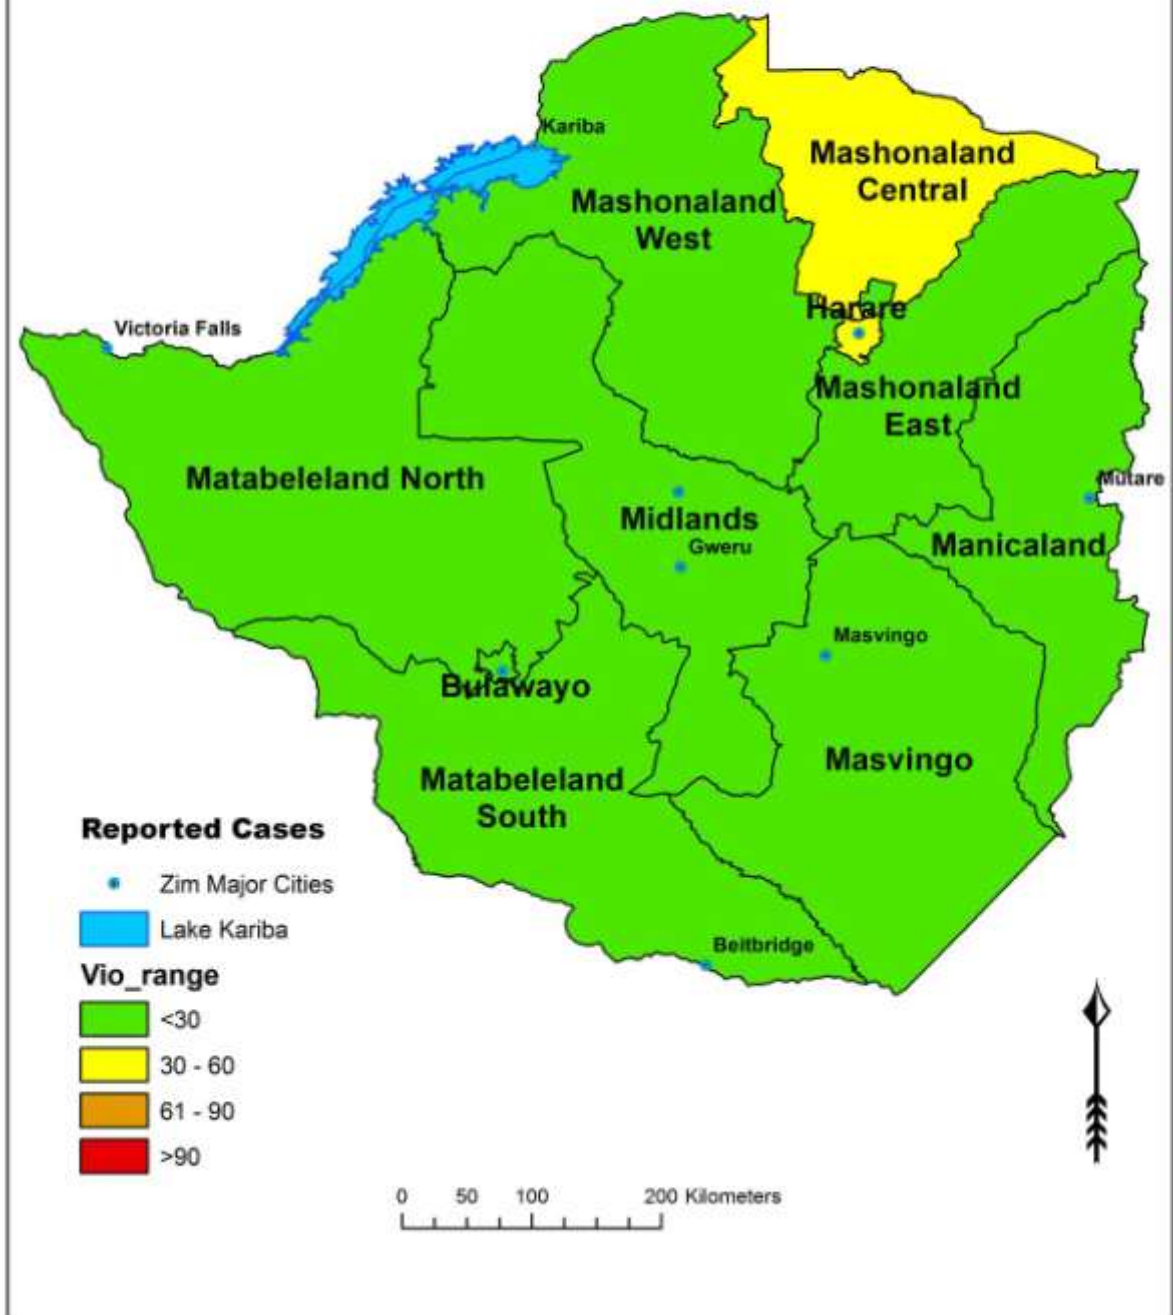 Kariba
Mashonaland
Central
Mashonaland
West
Harare
Victoria Falls
Mashonaland
East
Matabeleland North
Mutare
Midlands
Gweru
Manicaland
Masvingo
Bulawayo
Masvingo
Matabeleland
South
Beitbridge
Reported Cases
Zim Major Cities
Lake Kariba
Vio_range
<30
30 - 60
61 - 90
>90
0 50 100 200 Kilometers